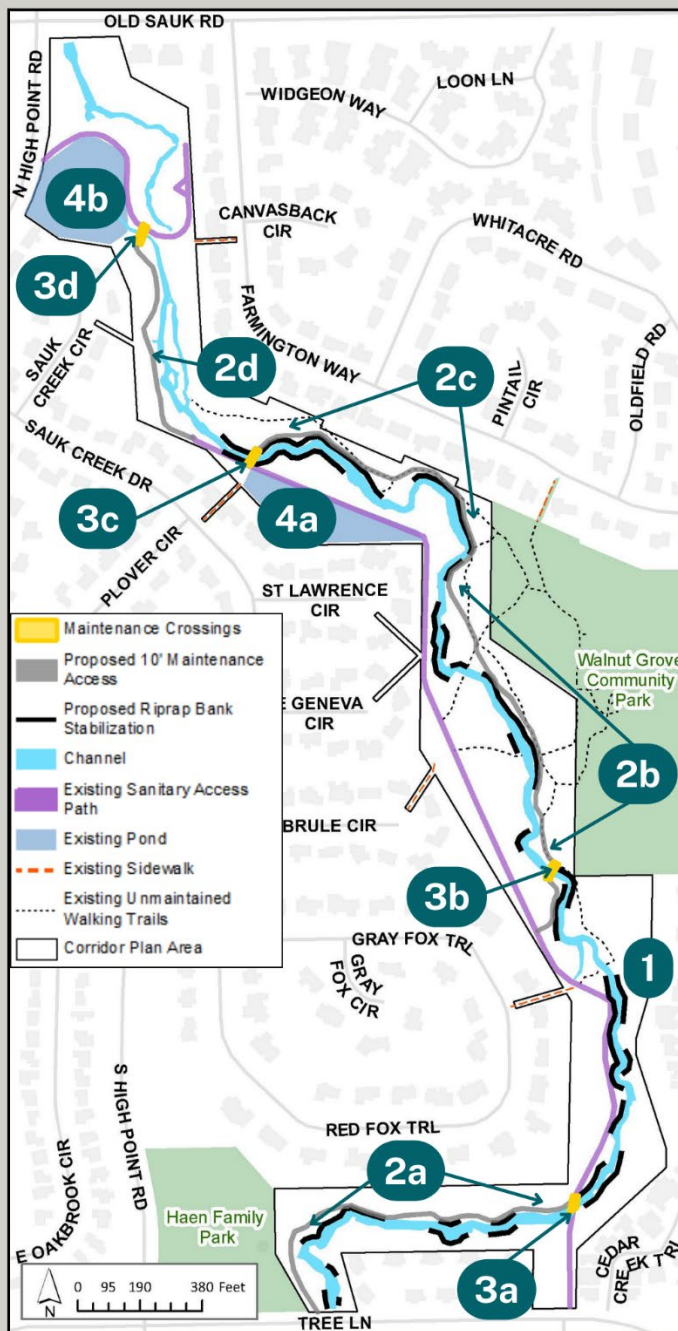 OLD SAUK RD
N HIGH POINT RD
WIDGEON WAY
LOON LN
4b
CANVASBACK
CIR
WHITACRE RD
3d
FARMINGTON WAY
SAUK
CREEK CIR
2d
2c
PINTAIL
CIR
OLDFIELD RD
SAUK CREEK DR
3c
4a
PLOVER CIR
ST LAWRENCE
CIR
Maintenance Crossings
Proposed 10' Maintenance
Access
Proposed Riprap Bank
Stabilization
Channel
Existing Sanitary Access
Path
Existing Pond
Existing Sidewalk
Existing Unmaintained
Walking Trails
Corridor Plan Area
Walnut Grove
Community
Park
E GENEVA
CIR
2b
BRULE CIR
3b
GRAY FOX TRL
GRAY
FOX CIR
1
S HIGH POINT RD
RED FOX TRL
2a
Haen Family
Park
E OAKBROOK CIR
3a
CEDAR
CREEK TRL
0 95 190 380 Feet
N
TREE LN